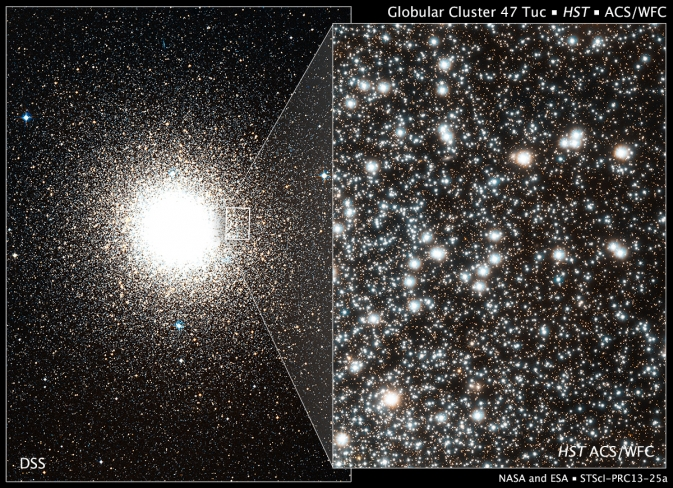 Globular Cluster 47 Tuc ▪ HST ▪ ACS/WFC
DSS
HST ACS/WFC
NASA and ESA ▪ STScI-PRC13-25a